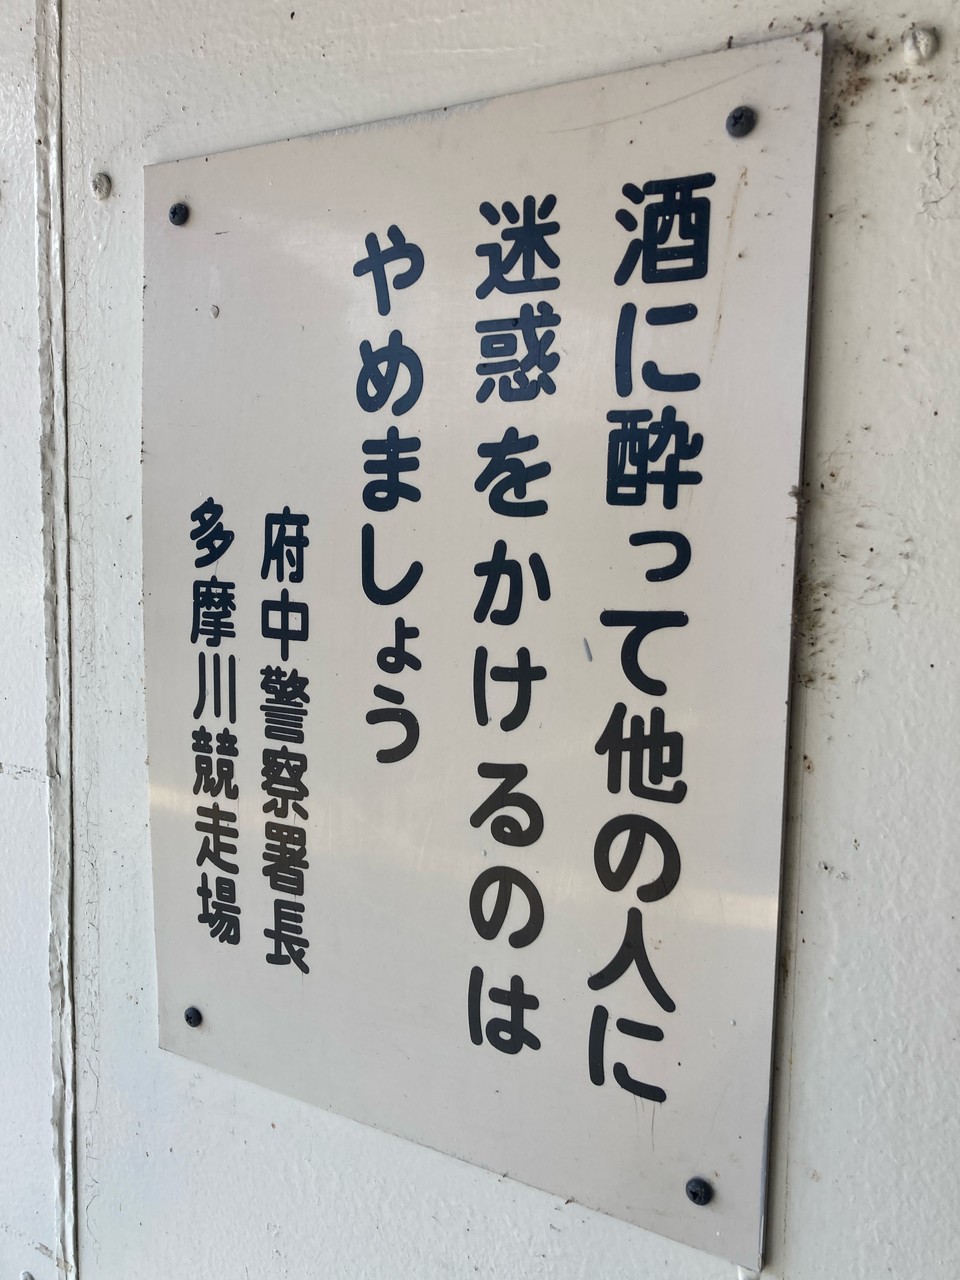 酒に酔って他の人に
迷惑をかけるのは
やめましょう
府中警察署長
多摩川競走場